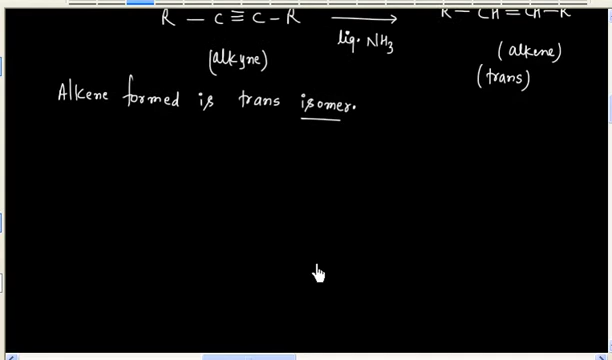 R — C ≡ C – R ⟶ R — CH = CH – R
liq. NH3
(alkyne)
(alkene)
(trans)
Alkene formed is trans isomer.